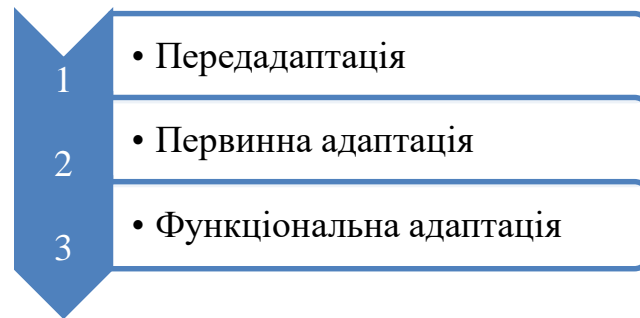 1
• Передадаптація
2
• Первинна адаптація
3
• Функціональна адаптація